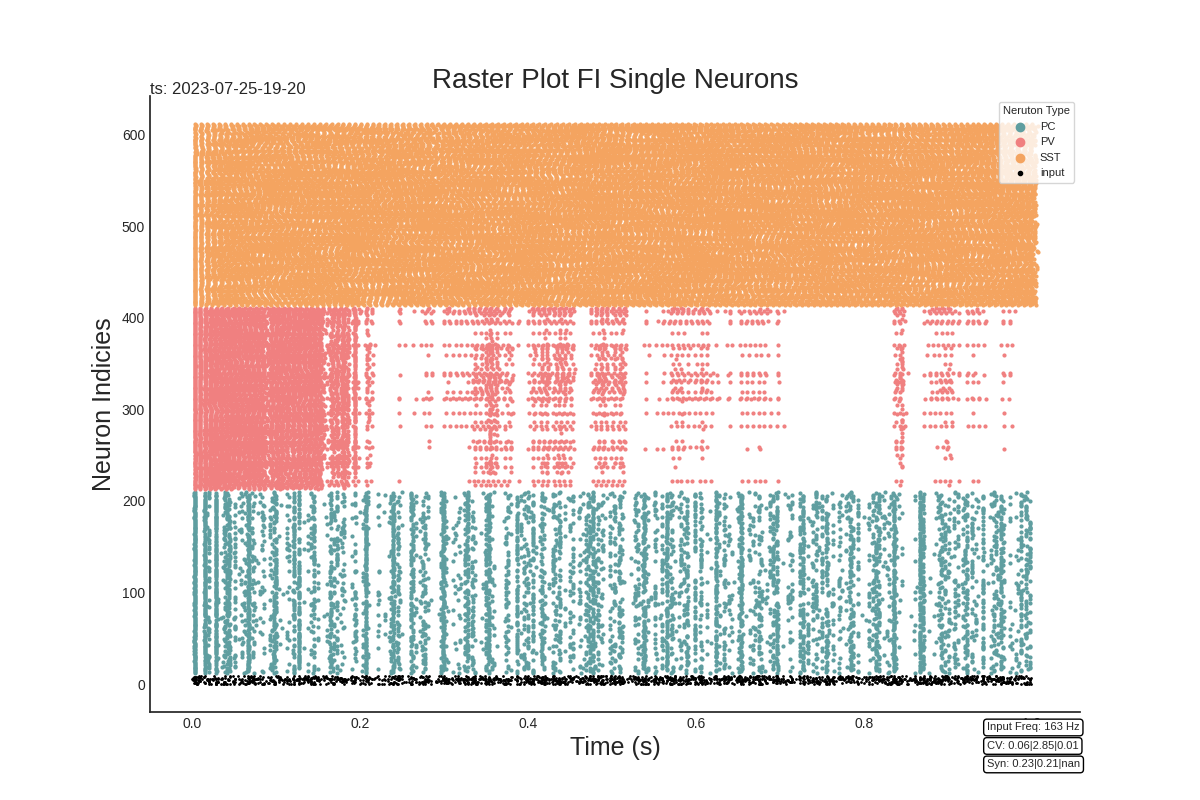 Raster Plot FI Single Neurons
ts: 2023-07-25-19-20
Neruton Type
PC
PV
SST
input
Neuron Indicies
600
500
400
300
200
100
0
0.0 0.2 0.4 0.6 0.8
Time (s)
Input Freq: 163 Hz
CV: 0.06|2.85|0.01
Syn: 0.23|0.21|nan